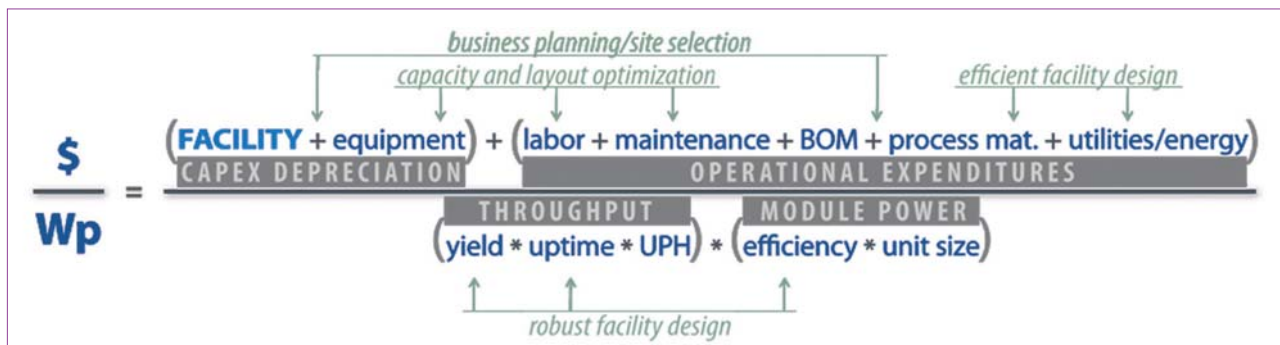 business planning/site selection
capacity and layout optimization efficient facility design
(FACILITY + equipment) + (labor + maintenance + BOM + process mat. + utilities/energy)
CAPEX DEPRECIATION OPERATIONAL EXPENDITURES
$
Wp =
THROUGHPUT MODULE POWER
(yield * uptime * UPH) * (efficiency * unit size)
robust facility design